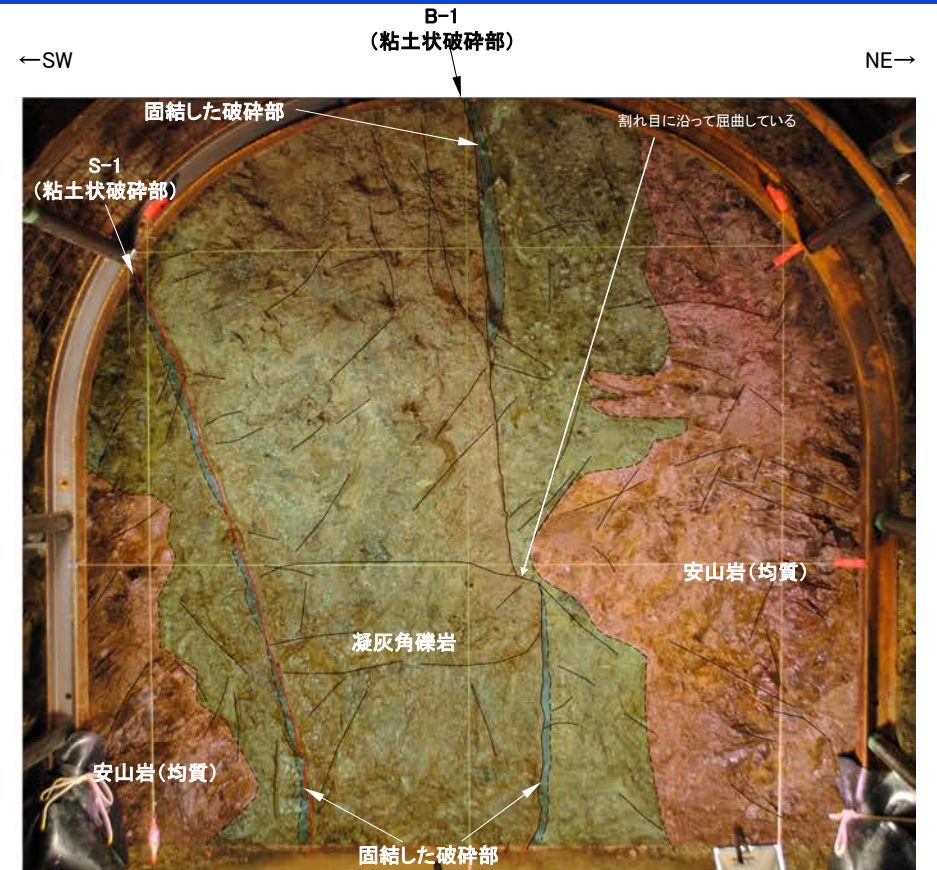 B-1
(粘土状破砕部)
←SW
NE→
固結した破砕部
割れ目に沿って屈曲している
S-1
(粘土状破砕部)
安山岩(均質)
凝灰角礫岩
安山岩(均質)
固結した破砕部